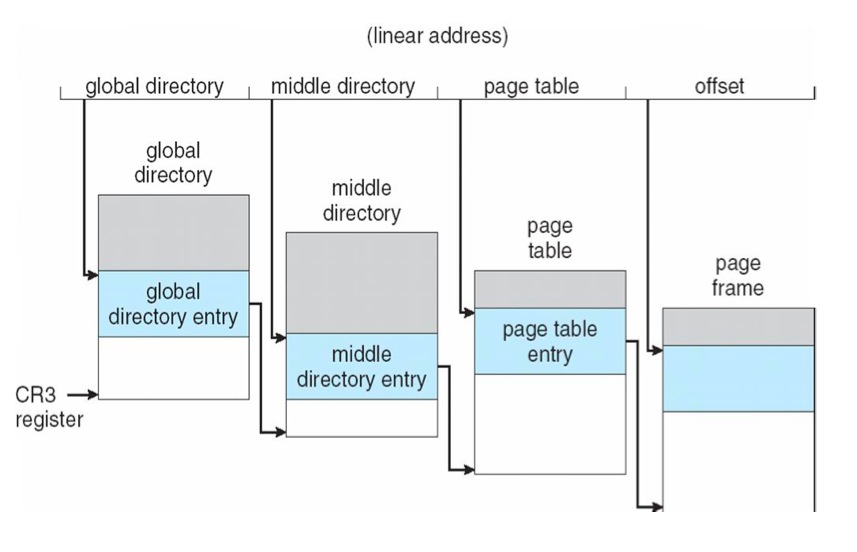 (linear address)
global directory
middle directory
page table
offset
global
directory
middle
directory
page
table
page
frame
global
directory entry
page table
entry
middle
directory entry
CR3
register